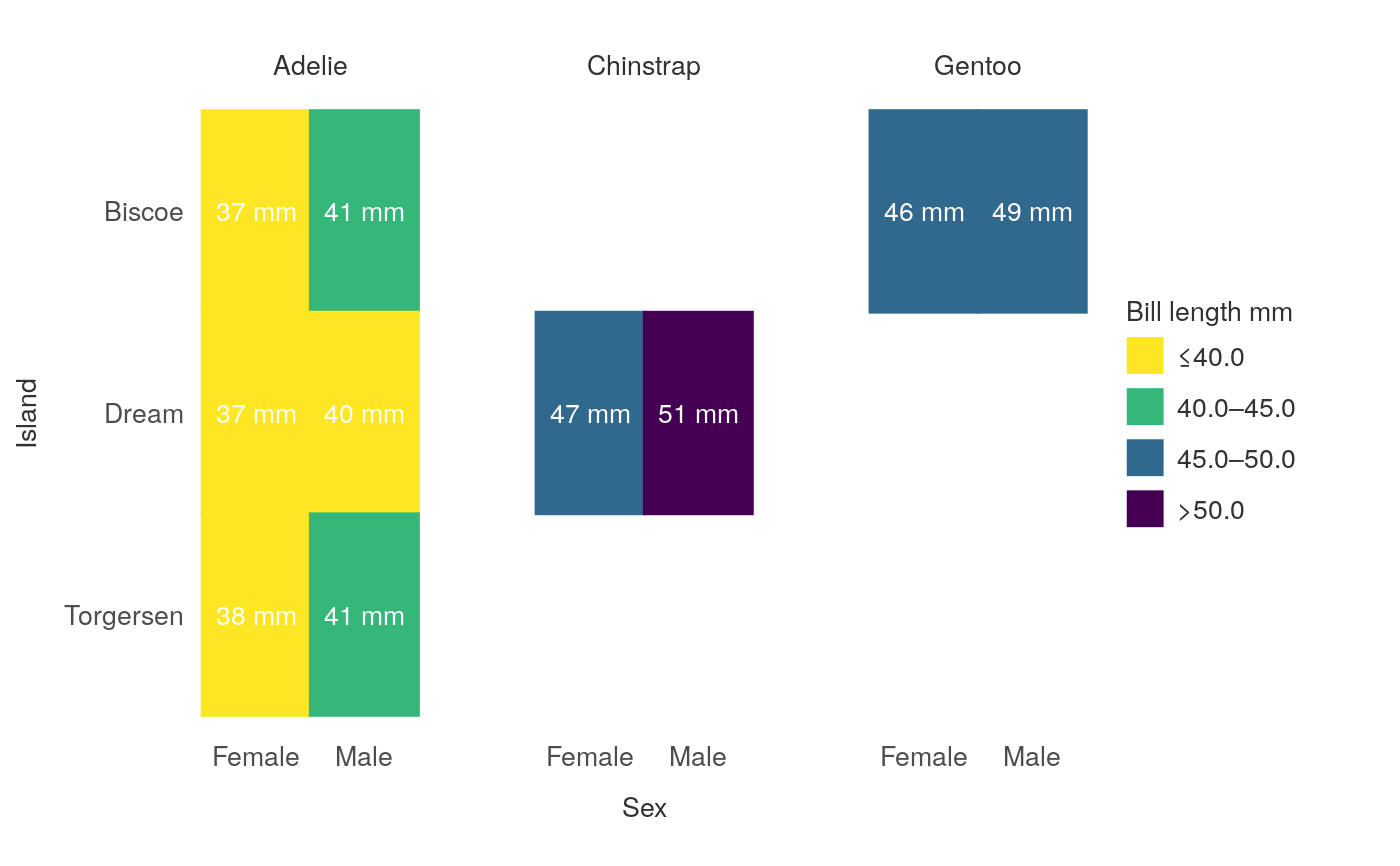 Adelie Chinstrap Gentoo
Biscoe 37 mm 41 mm 46 mm 49 mm
Bill length mm
≤40.0
Island
Dream 37 mm 40 mm 47 mm 51 mm
40.0–45.0
45.0–50.0
>50.0
Torgersen 38 mm 41 mm
Female Male Female Male Female Male
Sex